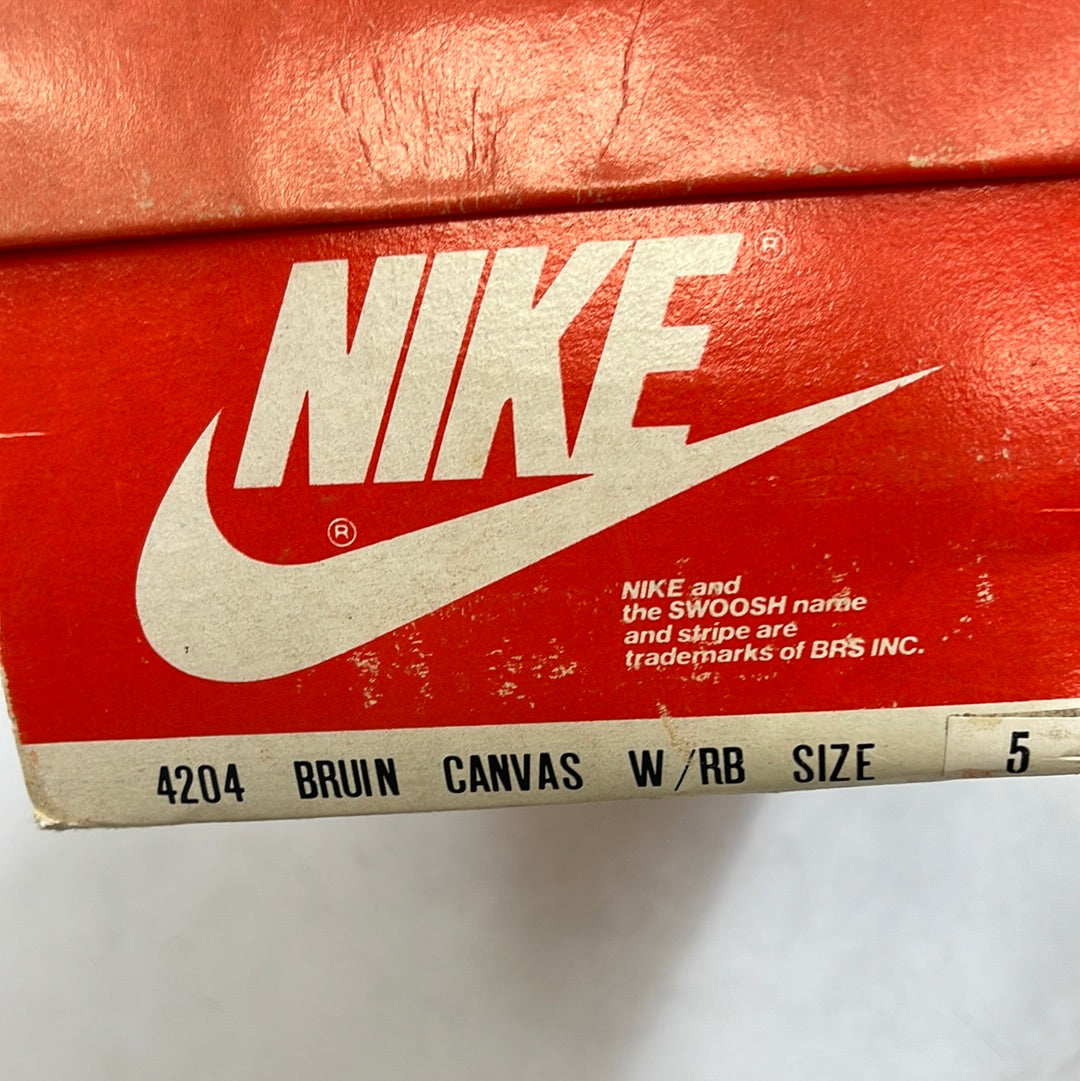 NIKE®
®
NIKE and
the SWOOSH name
and stripe are
trademarks of BRS INC.
4204 BRUIN CANVAS W/RB SIZE 5